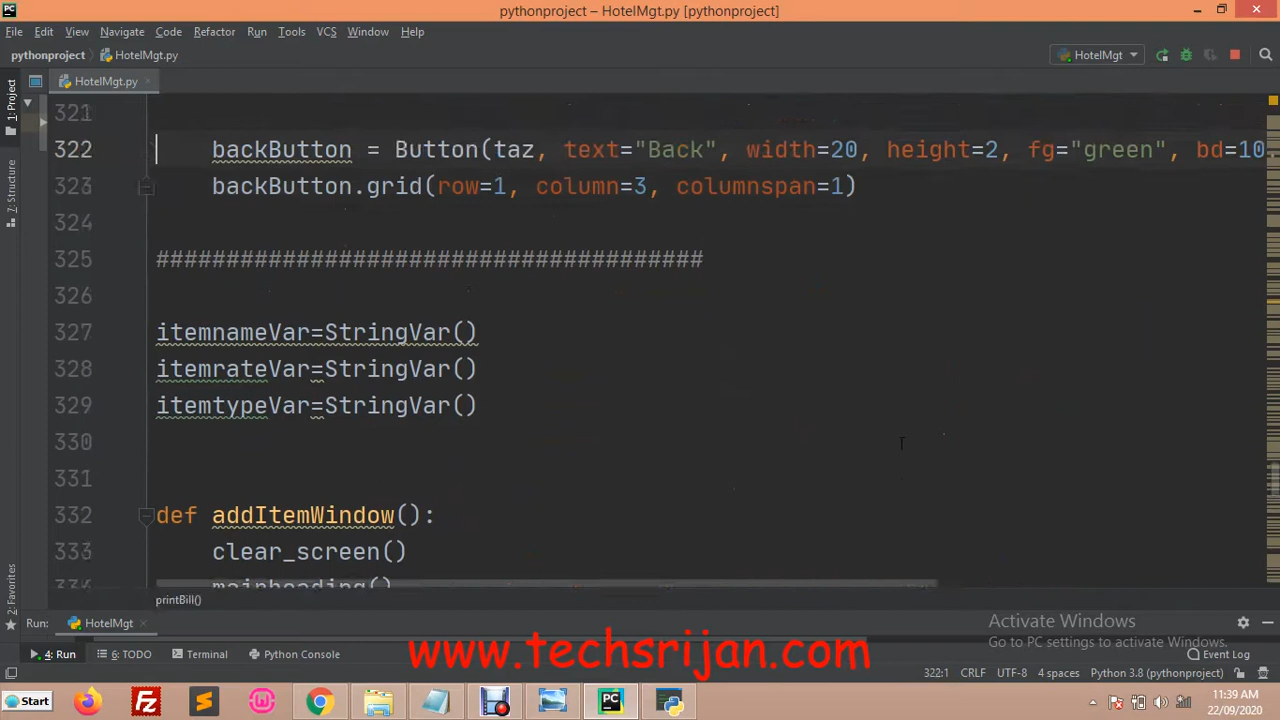 pythonproject – HotelMgt.py [pythonproject]
File Edit View Navigate Code Refactor Run Tools VCS Window Help
pythonproject HotelMgt.py HotelMgt
1: Project HotelMgt.py
321
322 backButton = Button(taz, text="Back", width=20, height=2, fg="green", bd=10
323 backButton.grid(row=1, column=3, columnspan=1)
324
325 #######################################
326
327 itemnameVar=StringVar()
328 itemrateVar=StringVar()
329 itemtypeVar=StringVar()
330
331
332 def addItemWindow():
333 clear_screen()
334 mainheading()
7: Structure
2: Favorites
printBill()
Run: HotelMgt
Activate Windows
Go to PC settings to activate Windows.
4: Run 6: TODO Terminal Python Console Event Log
www.techsrijan.com
322:1 CRLF UTF-8 4 spaces Python 3.8 (pythonproject)
Start
11:39 AM
22/09/2020